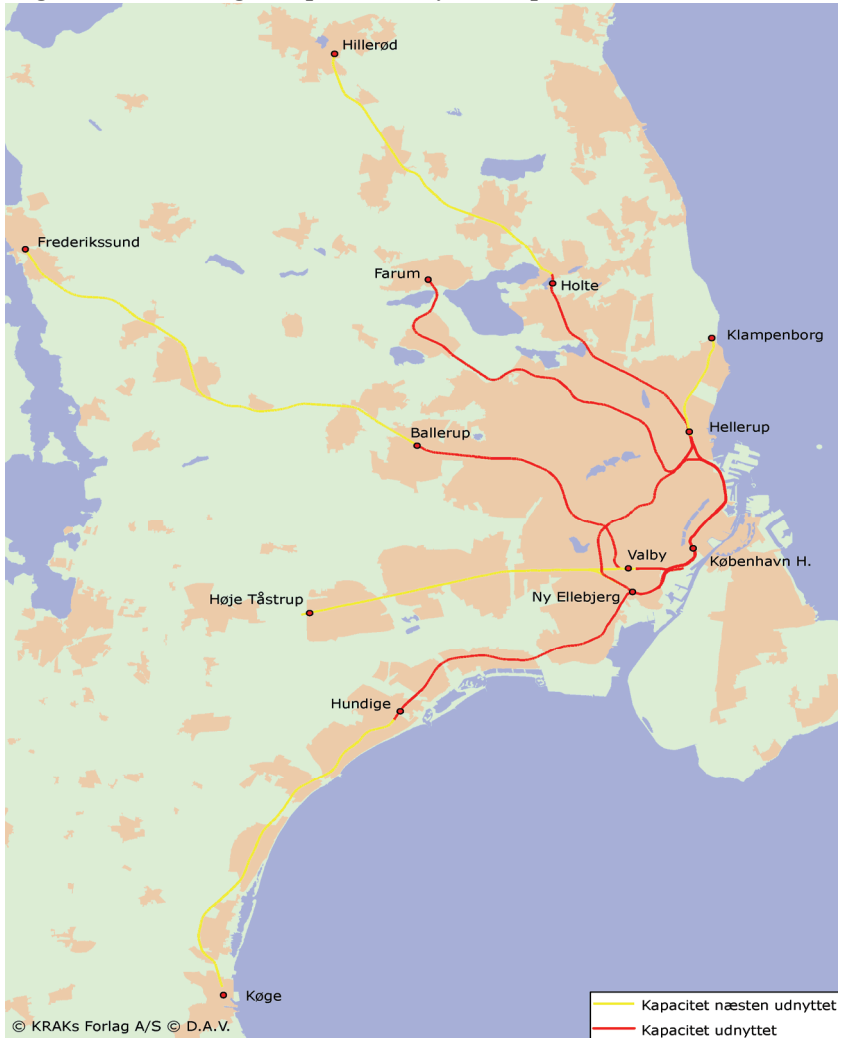 Hillerød
Frederikssund
Farum
Holte
Klampenborg
Hellerup
Ballerup
Valby
København H.
Høje Tåstrup
Ny Ellebjerg
Hundige
Køge
Kapacitet næsten udnyttet
Kapacitet udnyttet
© KRAKs Forlag A/S © D.A.V.